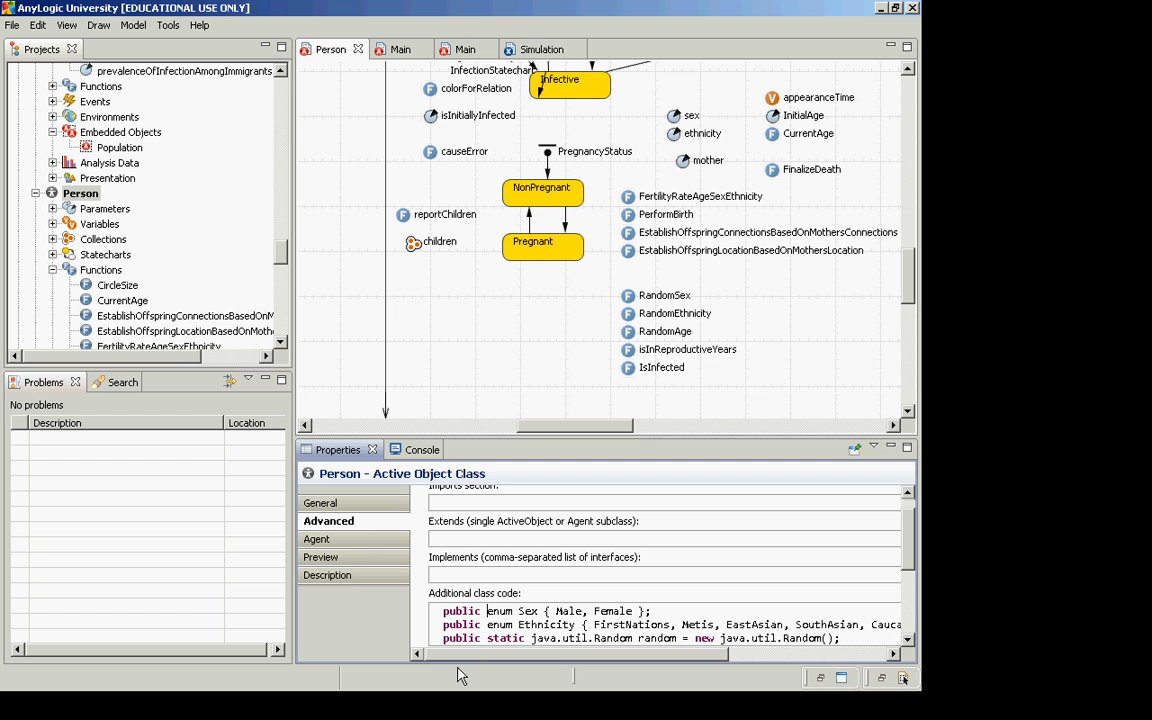 AnyLogic University [EDUCATIONAL USE ONLY]
File Edit View Draw Model Tools Help
Projects
prevalenceOfInfectionAmongImmigrants
Functions
Events
Environments
Embedded Objects
Population
Analysis Data
Presentation
Person
Parameters
Variables
Collections
Statecharts
Functions
CircleSize
CurrentAge
EstablishOffspringConnectionsBasedOnM
EstablishOffspringLocationBasedOnMothe
FertilityRateAgeSexEthnicity
Problems Search
No problems
Description Location
Person Main Main Simulation
InfectionStatechart
Infective
colorForRelation
isInitiallyInfected
causeError
PregnancyStatus
NonPregnant
Pregnant
reportChildren
children
sex
ethnicity
mother
appearanceTime
InitialAge
CurrentAge
FinalizeDeath
FertilityRateAgeSexEthnicity
PerformBirth
EstablishOffspringConnectionsBasedOnMothersConnections
EstablishOffspringLocationBasedOnMothersLocation
RandomSex
RandomEthnicity
RandomAge
isInReproductiveYears
IsInfected
Properties Console
Person - Active Object Class
General
Advanced
Agent
Preview
Description
Imports section:
Extends (single ActiveObject or Agent subclass):
Implements (comma-separated list of interfaces):
Additional class code:
public enum Sex { Male, Female };
public enum Ethnicity { FirstNations, Metis, EastAsian, SouthAsian, Cauca
public static java.util.Random random = new java.util.Random();